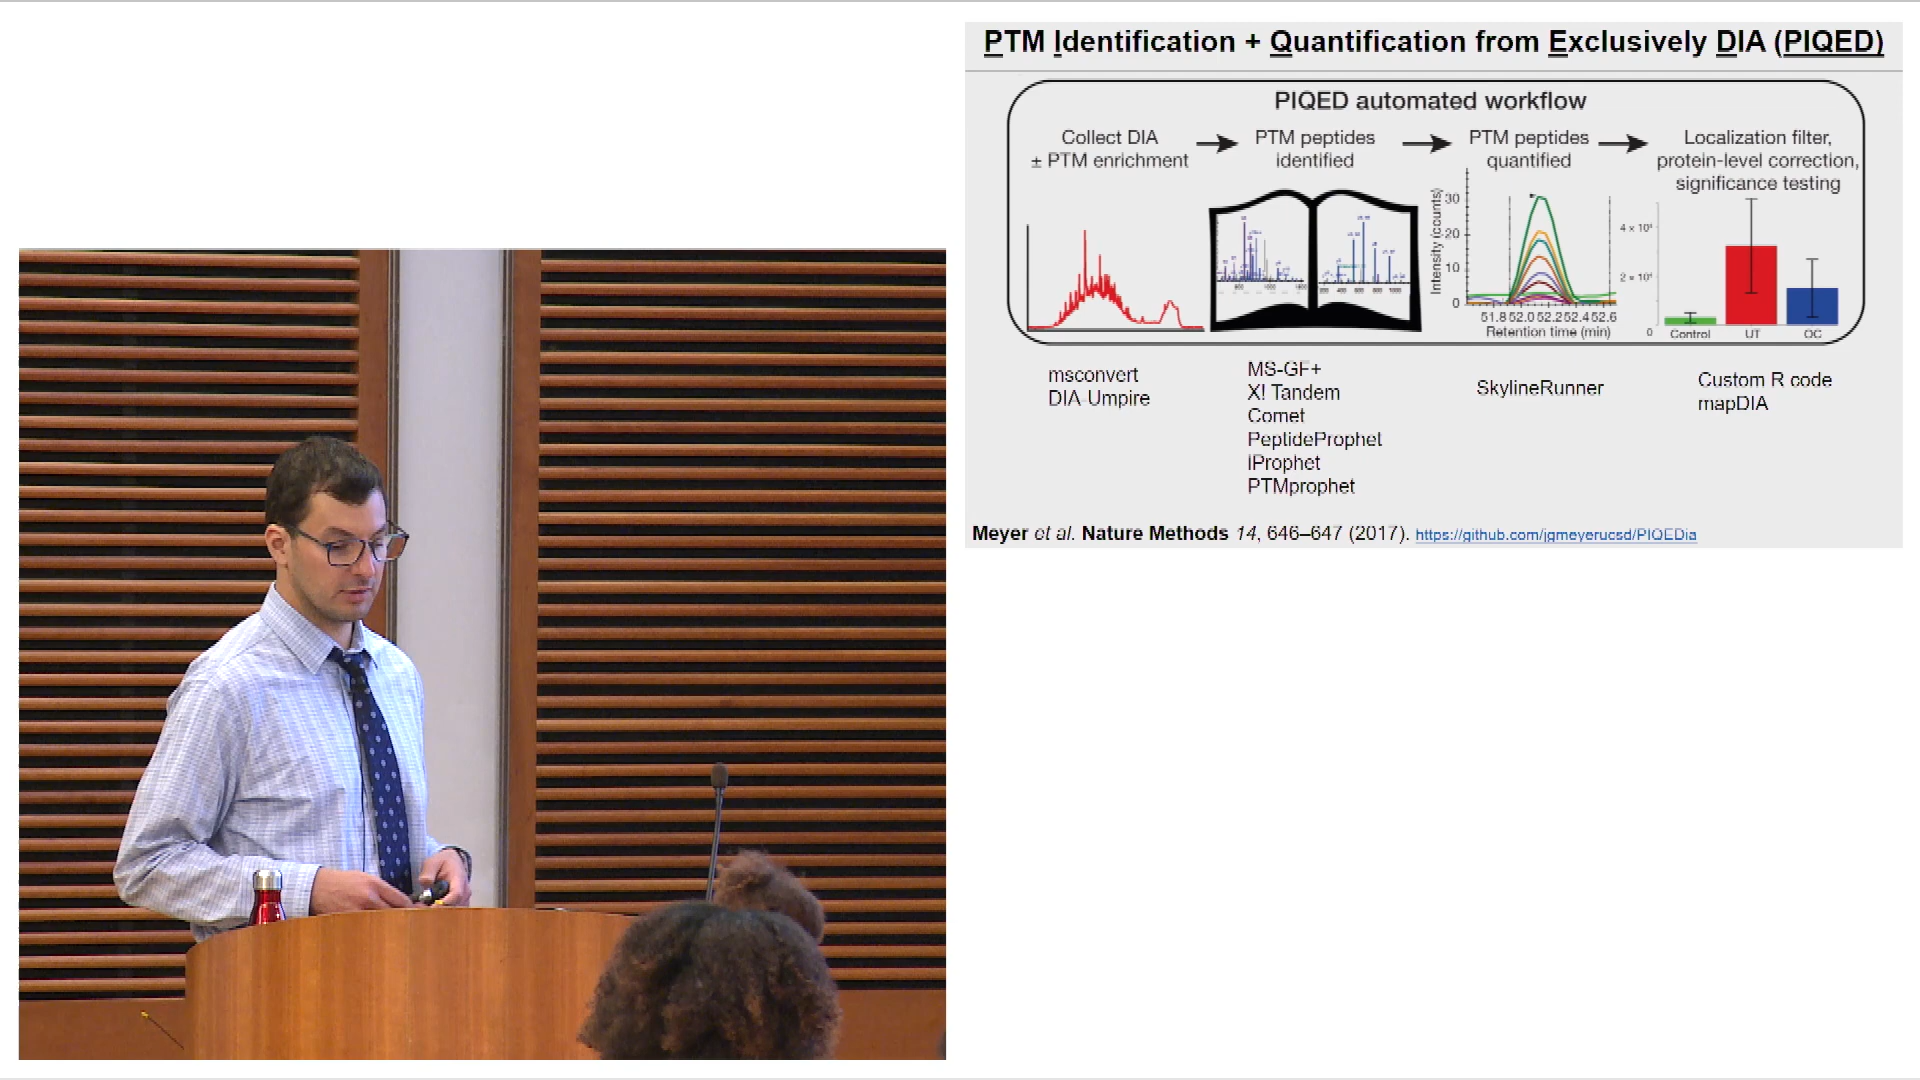 PTM Identification + Quantification from Exclusively DIA (PIQED)
PIQED automated workflow
Collect DIA
± PTM enrichment
PTM peptides
identified
PTM peptides
quantified
Localization filter,
protein-level correction,
significance testing
Intensity (counts)
30
20
10
0
51.8 52.0 52.2 52.4 52.6
Retention time (min)
0
Control
UT
OC
msconvert
DIA-Umpire
MS-GF+
X! Tandem
Comet
PeptideProphet
IProphet
PTMprophet
SkylineRunner
Custom R code
mapDIA
Meyer et al. Nature Methods 14, 646–647 (2017). https://github.com/jgmeyerucsd/PIQEDia